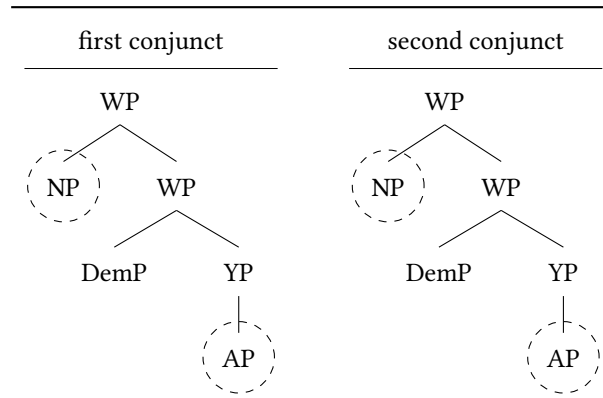 first conjunct second conjunct
WP WP
NP WP NP WP
DemP YP DemP YP
AP AP